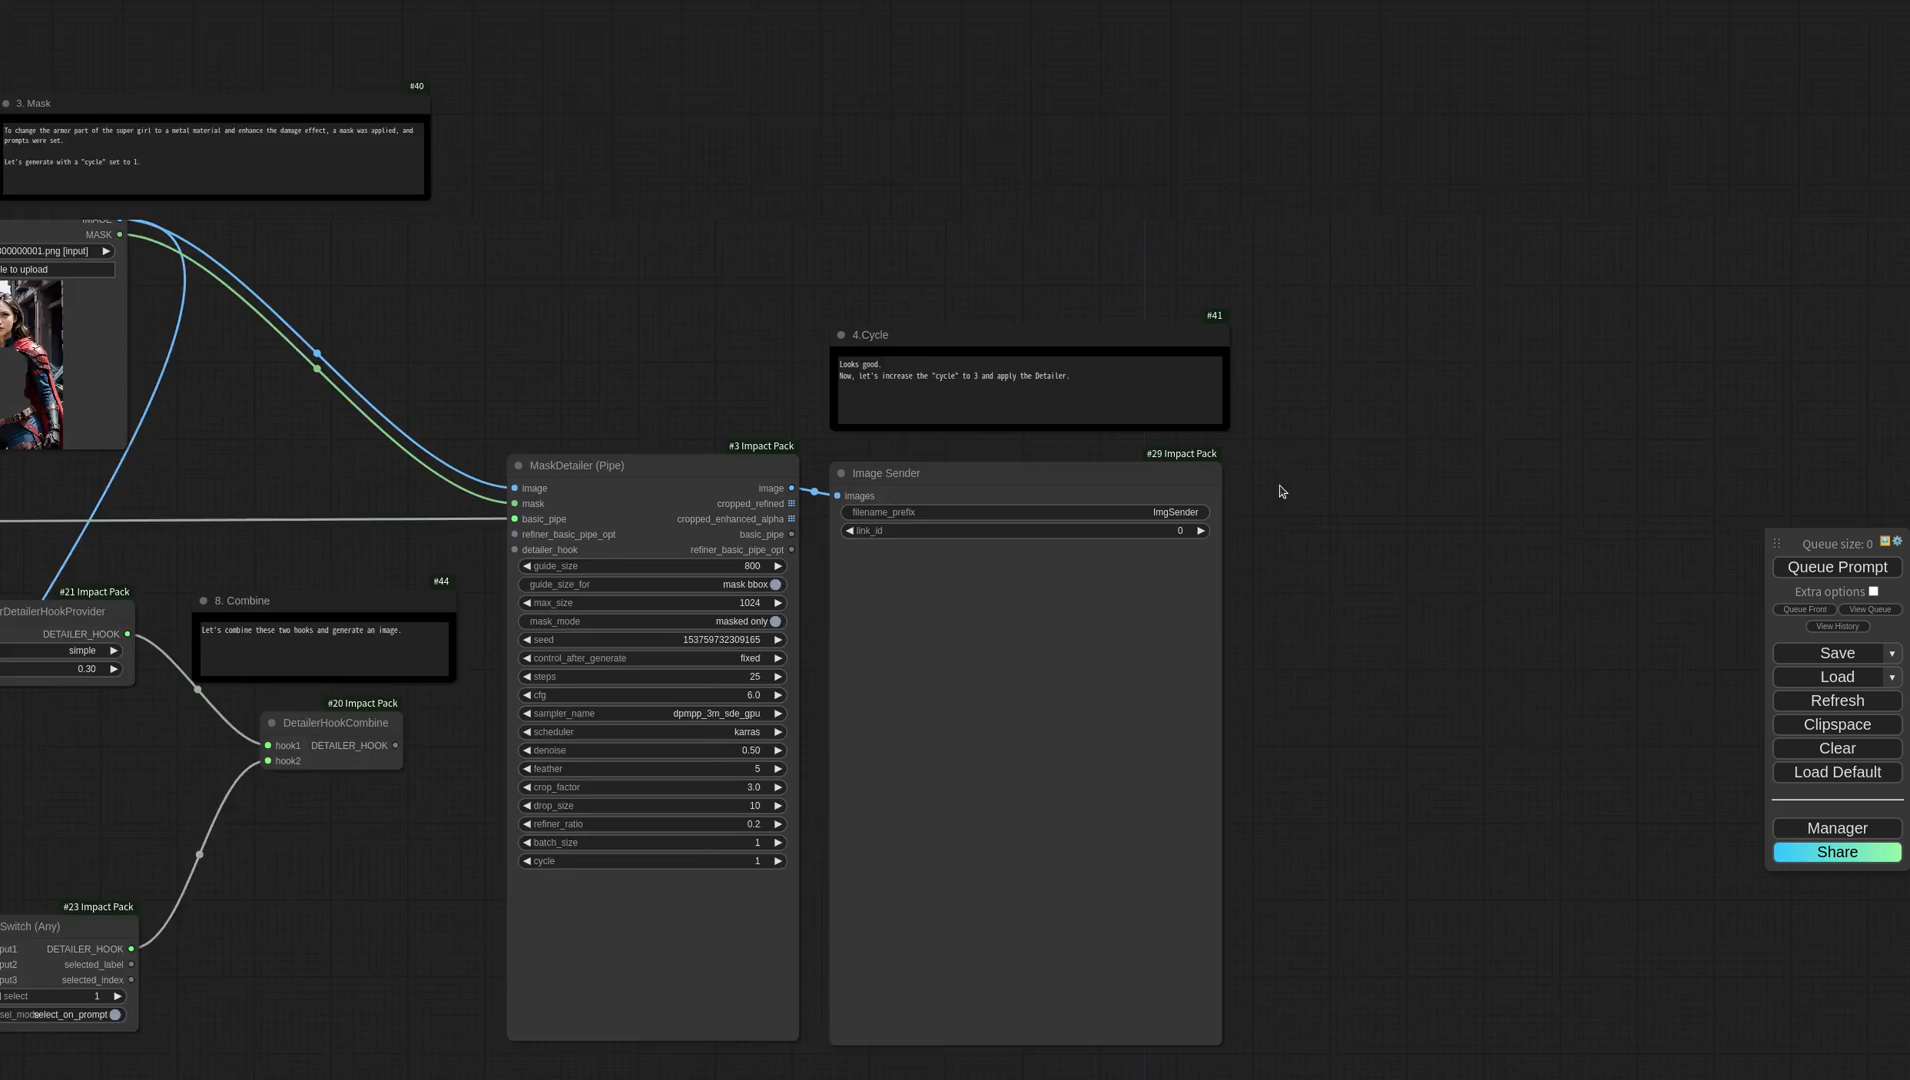 #40
3. Mask
To change the armor part of the super girl to a metal material and enhance the damage effect, a mask was applied, and
prompts were set.
Let's generate with a "cycle" set to 1.
MASK
00000001.png [input]
le to upload
#41
4.Cycle
Looks good.
Now, let's increase the "cycle" to 3 and apply the Detailer.
#3 Impact Pack
MaskDetailer (Pipe)
image image
mask cropped_refined
basic_pipe cropped_enhanced_alpha
refiner_basic_pipe_opt basic_pipe
detailer_hook refiner_basic_pipe_opt
guide_size 800
guide_size_for mask bbox
max_size 1024
mask_mode masked only
seed 153759732309165
control_after_generate fixed
steps 25
cfg 6.0
sampler_name dpmpp_3m_sde_gpu
scheduler karras
denoise 0.50
feather 5
crop_factor 3.0
drop_size 10
refiner_ratio 0.2
batch_size 1
cycle 1
#29 Impact Pack
Image Sender
images
filename_prefix ImgSender
link_id 0
#21 Impact Pack
rDetailerHookProvider
DETAILER_HOOK
simple
0.30
#44
8. Combine
Let's combine these two hooks and generate an image.
#20 Impact Pack
DetailerHookCombine
hook1 DETAILER_HOOK
hook2
#23 Impact Pack
Switch (Any)
put1 DETAILER_HOOK
put2 selected_label
put3 selected_index
select 1
select_on_prompt
Queue size: 0
Queue Prompt
Extra options
Queue Front View Queue
View History
Save
Load
Refresh
Clipspace
Clear
Load Default
Manager
Share